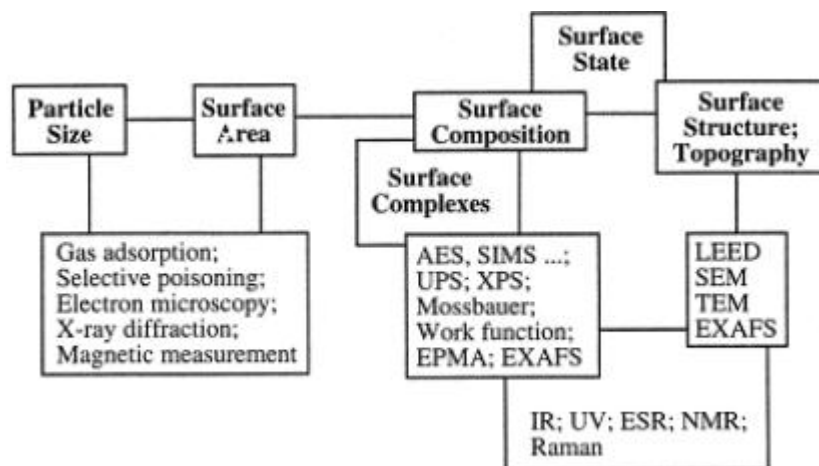 Surface
State
Particle
Size
Surface
Area
Surface
Composition
Surface
Structure;
Topography
Surface
Complexes
Gas adsorption;
Selective poisoning;
Electron microscopy;
X-ray diffraction;
Magnetic measurement
AES, SIMS ...;
UPS; XPS;
Mossbauer;
Work function;
EPMA; EXAFS
LEED
SEM
TEM
EXAFS
IR; UV; ESR; NMR;
Raman